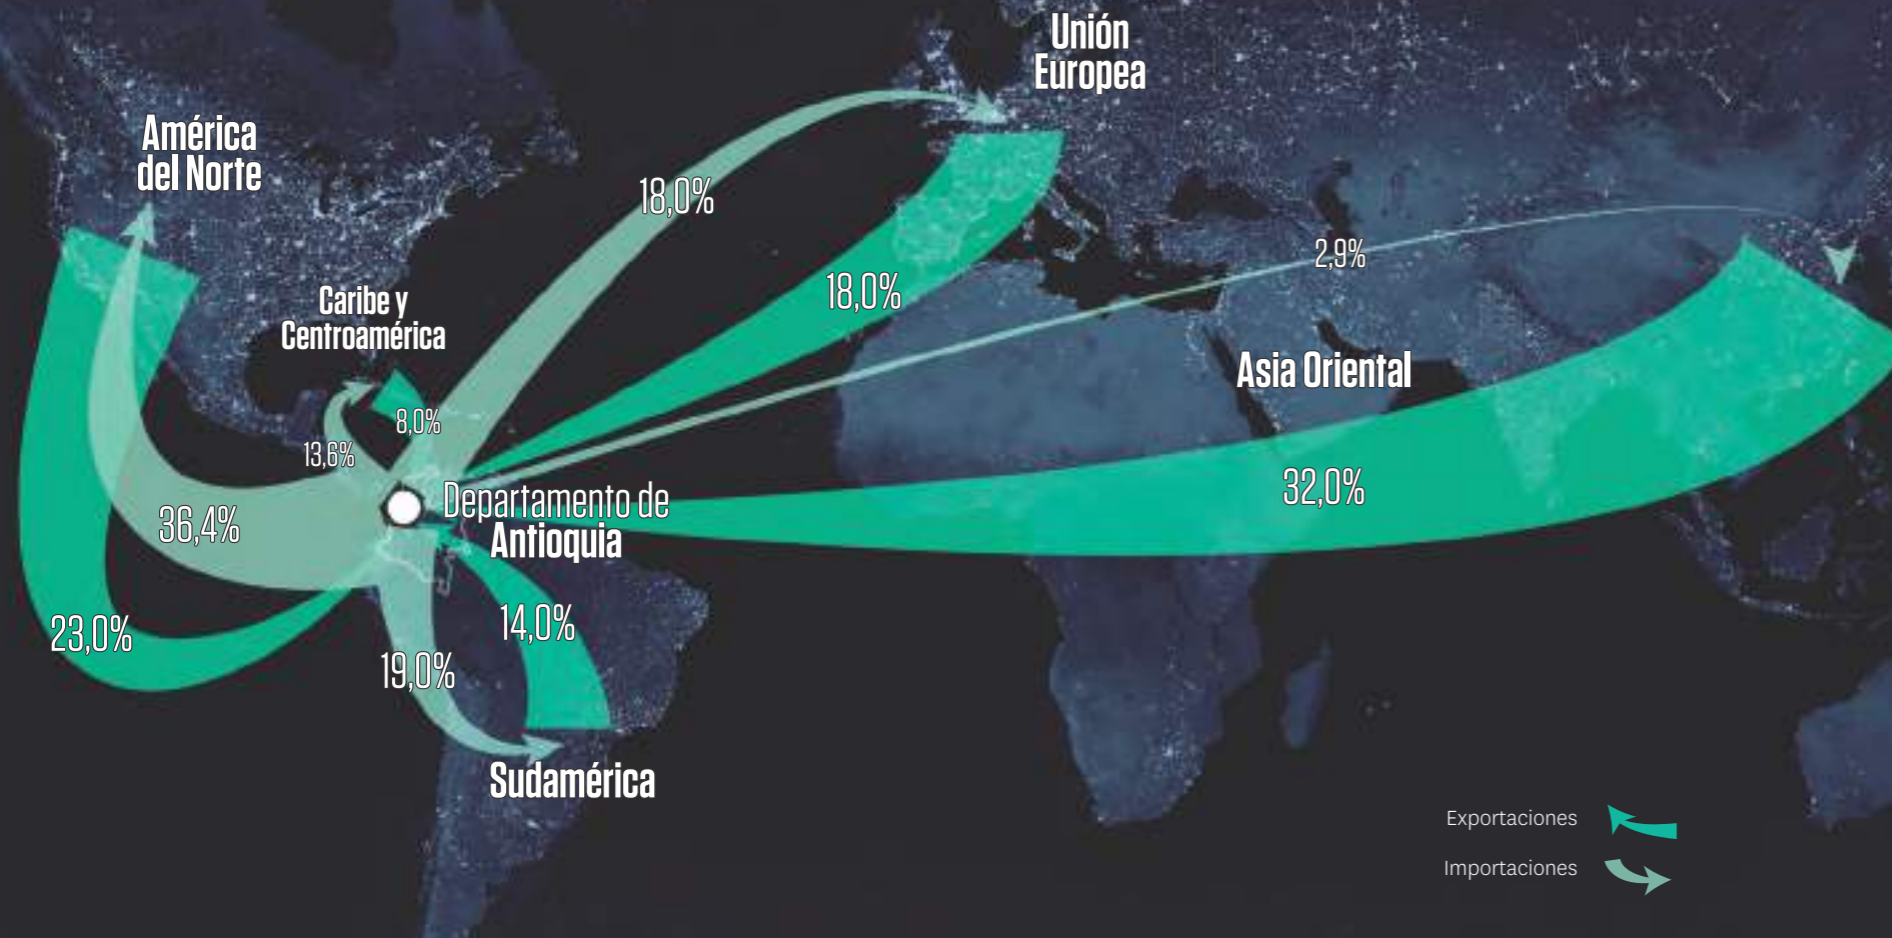 Unión
Europea
América
del Norte
18,0%
2,9%
18,0%
Caribe y
Centroamérica
Asia Oriental
8,0%
13,6%
32,0%
Departamento de
Antioquia
36,4%
14,0%
23,0%
19,0%
Sudamérica
Exportaciones
Importaciones